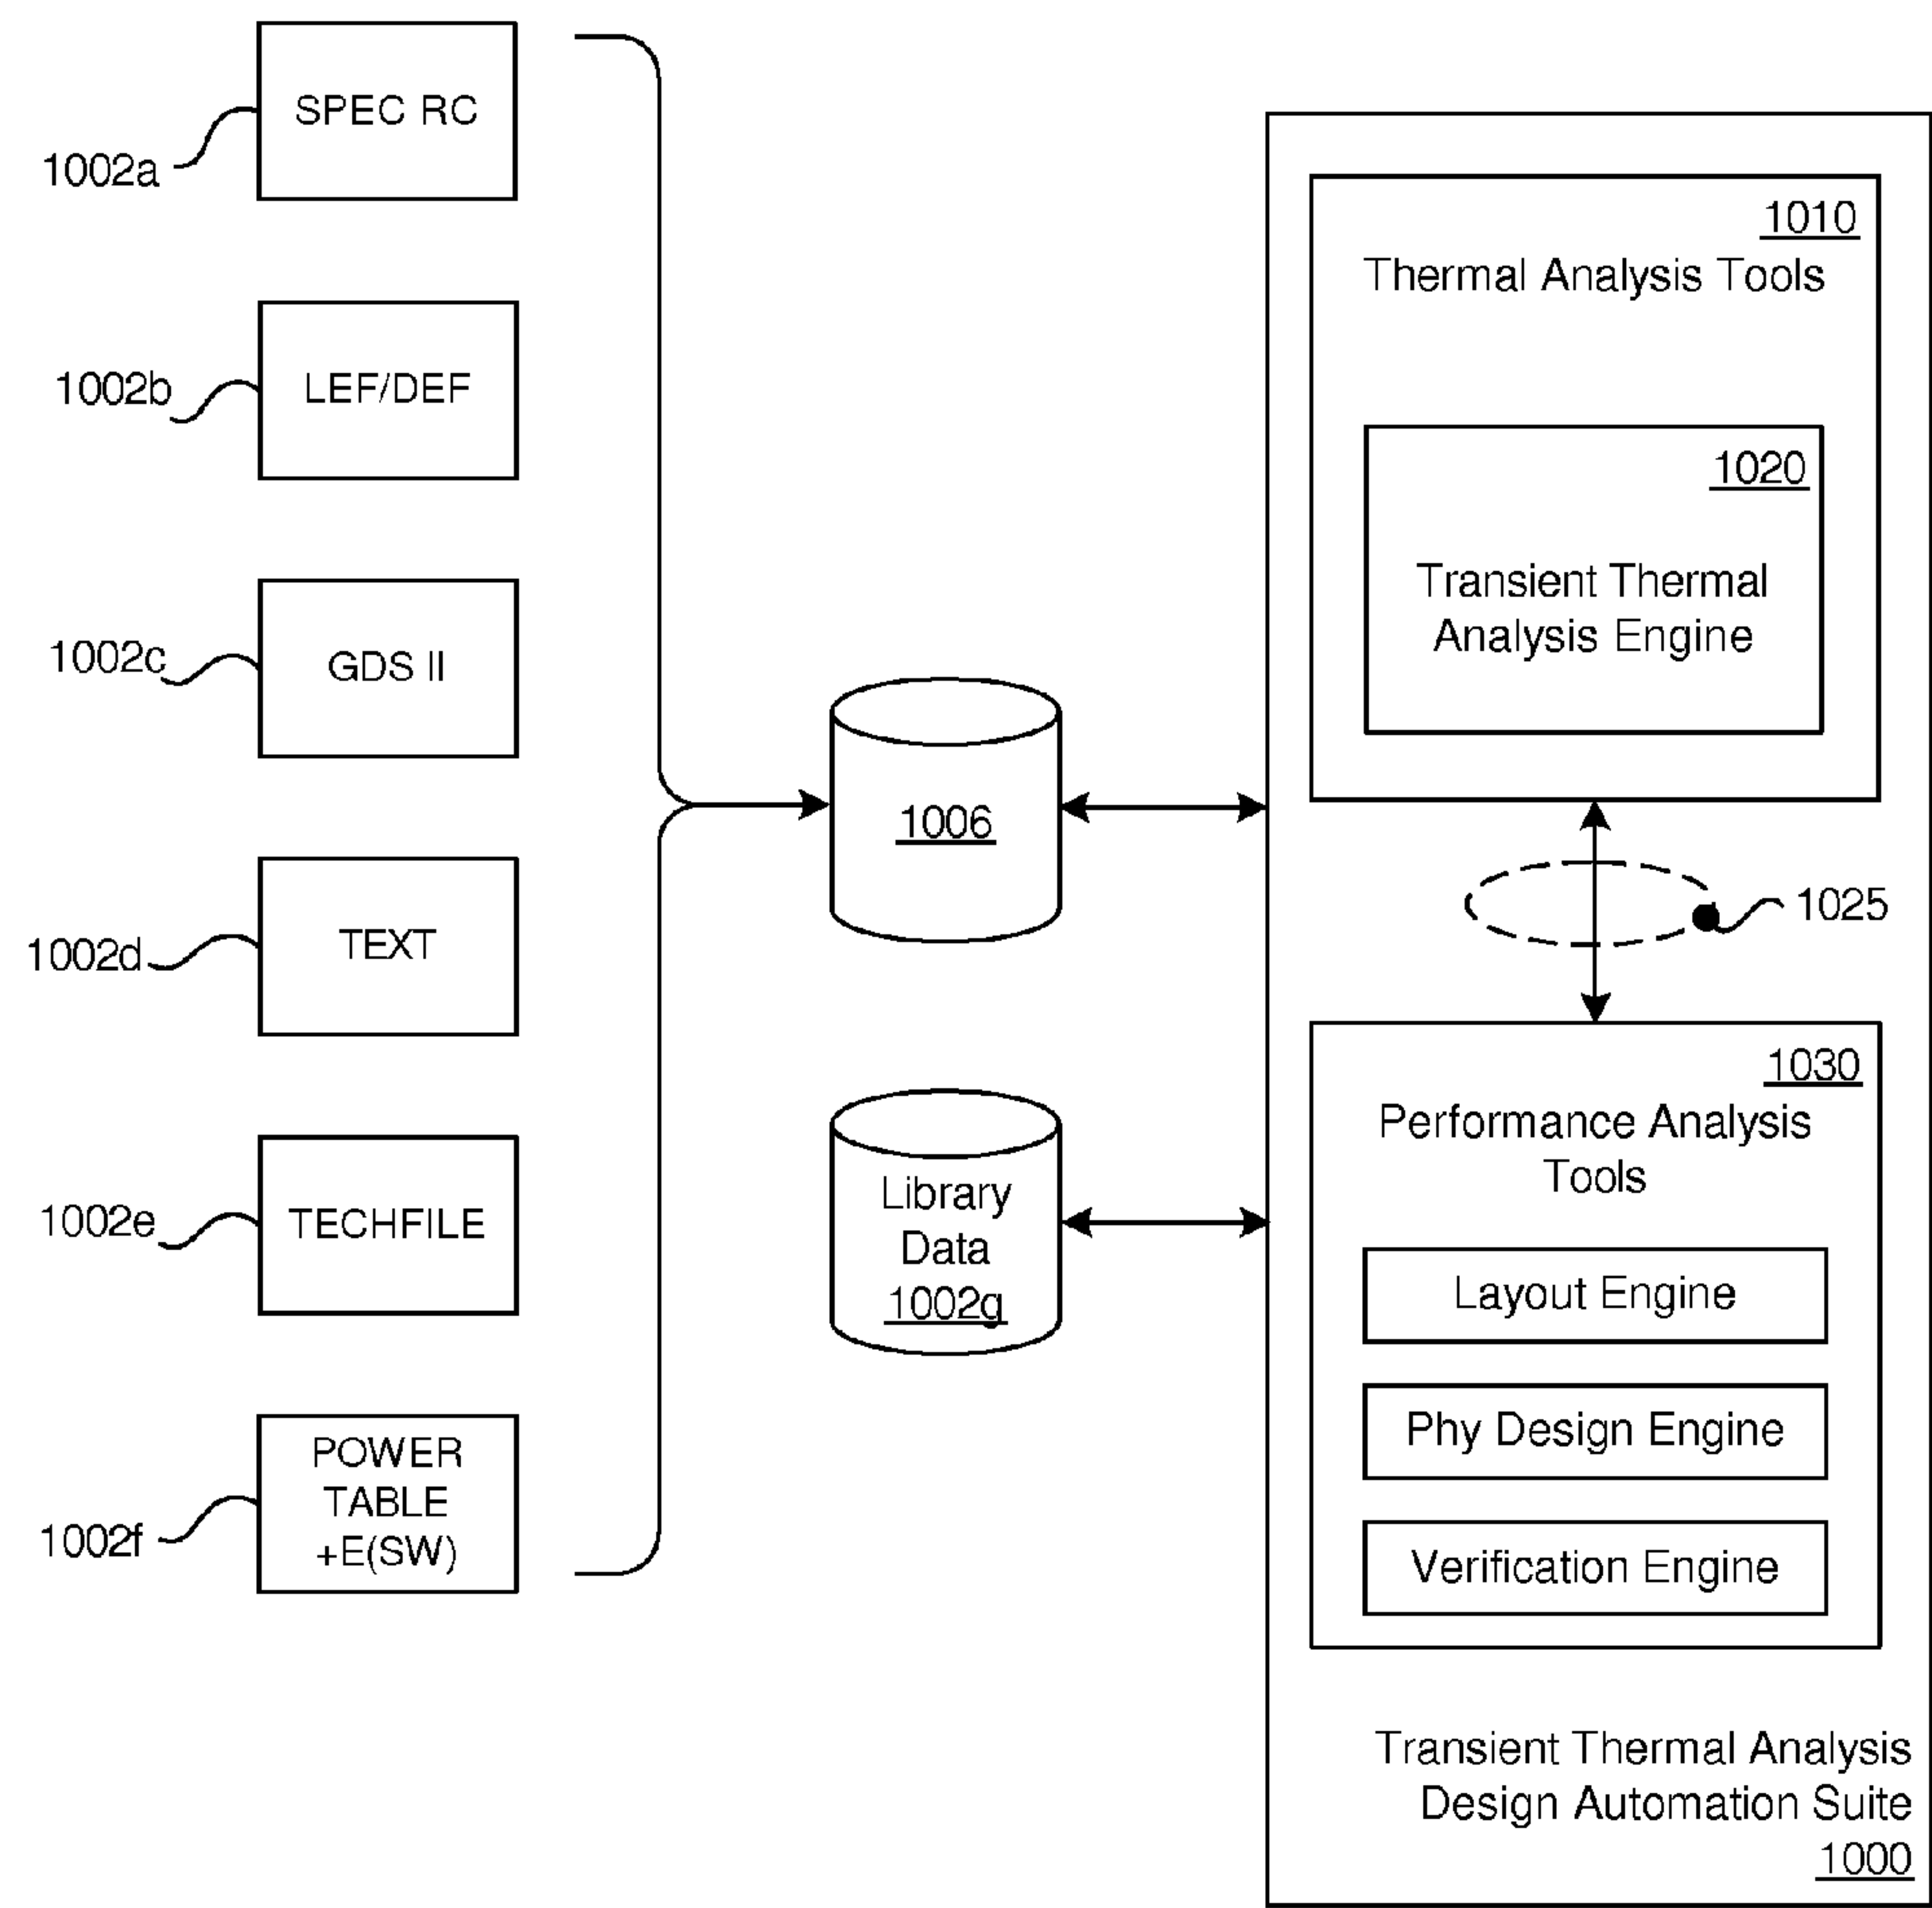 SPEC RC
1002a
LEF/DEF
1002b
GDS II
1002c
TEXT
1002d
TECHFILE
1002e
POWER
TABLE
+E(SW)
1002f
1006
Library
Data
1002g
1010
Thermal Analysis Tools
1020
Transient Thermal
Analysis Engine
1025
1030
Performance Analysis
Tools
Layout Engine
Phy Design Engine
Verification Engine
Transient Thermal Analysis
Design Automation Suite
1000